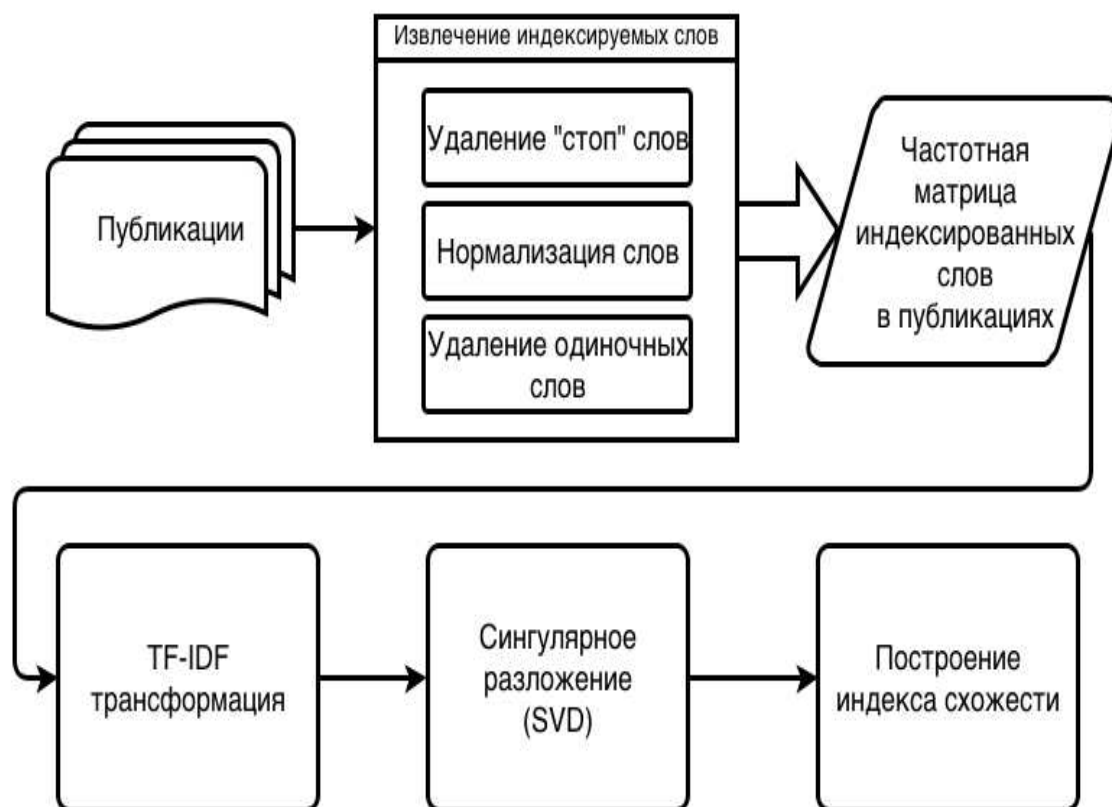 Извлечение индексируемых слов
Публикации
Удаление "стоп" слов
Нормализация слов
Удаление одиночных
слов
Частотная
матрица
индексированных
слов
в публикациях
TF-IDF
трансформация
Сингулярное
разложение
(SVD)
Построение
индекса схожести